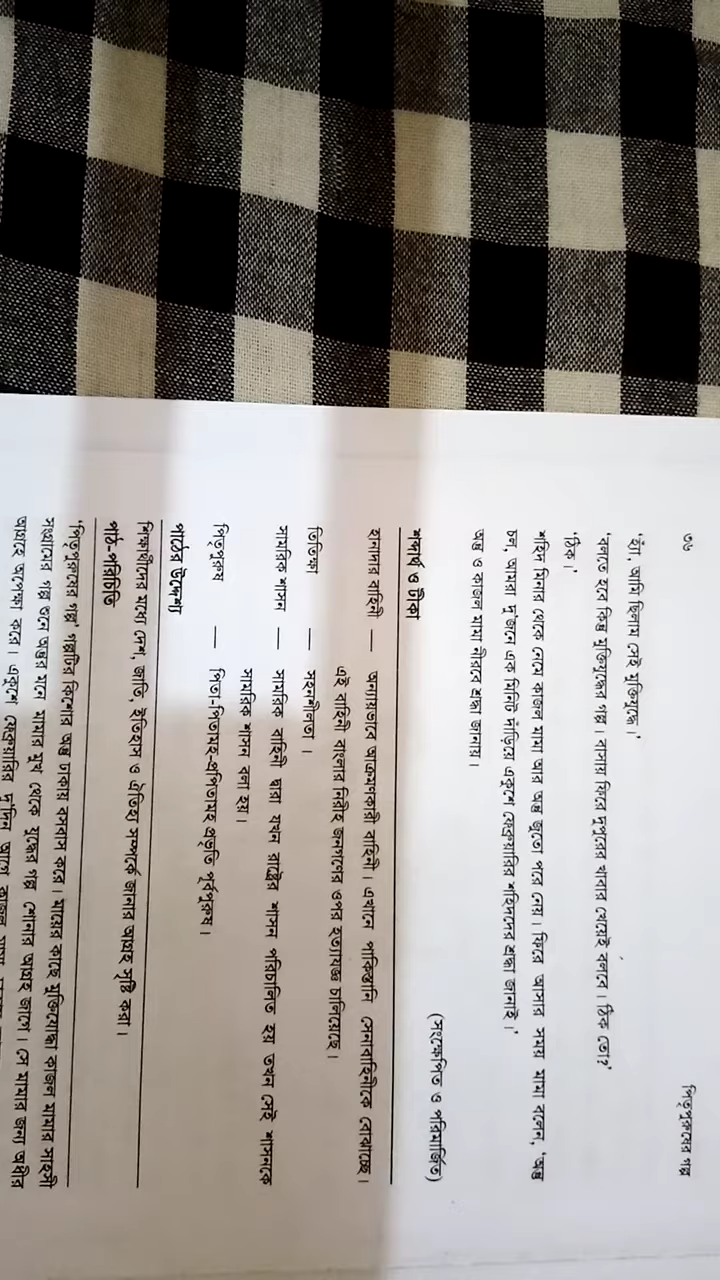 ৩৬ পিতৃপুরুষের গল্প
'হ্যাঁ, আমি ছিলাম সেই মুক্তিযুদ্ধে।'
'বলতে হবে কিন্তু মুক্তিযুদ্ধের গল্প। বাসায় ফিরে দুপুরের খাবার খেয়েই বলবে। ঠিক তো?'
'ঠিক।'
শহিদ মিনার থেকে নেমে কাজল মামা আর অন্তু জুতো পরে নেয়। ফিরে আসার সময় মামা বলেন, 'অন্তু
চল, আমরা দু'জনে এক মিনিট দাঁড়িয়ে একুশে ফেব্রুয়ারির শহিদদের শ্রদ্ধা জানাই।'
অন্তু ও কাজল মামা নীরবে শ্রদ্ধা জানায়।
(সংক্ষেপিত ও পরিমার্জিত)
শব্দার্থ ও টীকা
হানাদার বাহিনী — অন্যায়ভাবে আক্রমণকারী বাহিনী। এখানে পাকিস্তানি সেনাবাহিনীকে বোঝাচ্ছে।
এই বাহিনী বাংলার নিরীহ জনগণের ওপর হত্যাযজ্ঞ চালিয়েছে।
তিতিক্ষা — সহনশীলতা।
সামরিক শাসন — সামরিক বাহিনী দ্বারা যখন রাষ্ট্রের শাসন পরিচালিত হয় তখন সেই শাসনকে
সামরিক শাসন বলা হয়।
পিতৃপুরুষ — পিতা-পিতামহ-প্রপিতামহ প্রভৃতি পূর্বপুরুষ।
পাঠের উদ্দেশ্য
শিক্ষার্থীদের মধ্যে দেশ, জাতি, ইতিহাস ও ঐতিহ্য সম্পর্কে জানার আগ্রহ সৃষ্টি করা।
পাঠ-পরিচিতি
'পিতৃপুরুষের গল্প' গল্পটির কিশোর অন্তু ঢাকায় বসবাস করে। মায়ের কাছে মুক্তিযোদ্ধা কাজল মামার সাহসী
সংগ্রামের গল্প শুনে অন্তুর মনে মামার মুখ থেকে যুদ্ধের গল্প শোনার আগ্রহ জাগে। সে মামার জন্য অধীর
আগ্রহে অপেক্ষা করে। একুশে ফেব্রুয়ারির দু'দিন আগে কাজল মামা